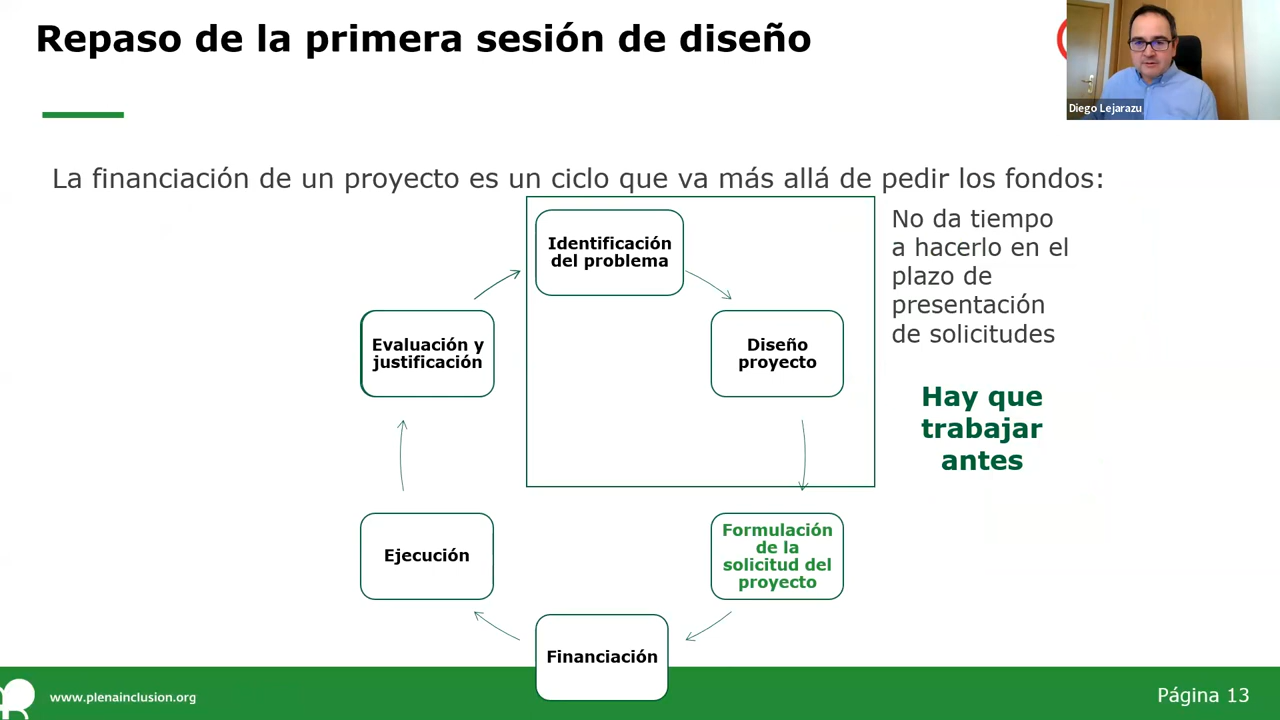 Repaso de la primera sesión de diseño
Diego Lejarazu
La financiación de un proyecto es un ciclo que va más allá de pedir los fondos:
Identificación
del problema
No da tiempo
a hacerlo en el
plazo de
presentación
de solicitudes
Evaluación y
justificación
Diseño
proyecto
Hay que
trabajar
antes
Formulación
de la
solicitud del
proyecto
Ejecución
Financiación
www.plenainclusion.org
Página 13